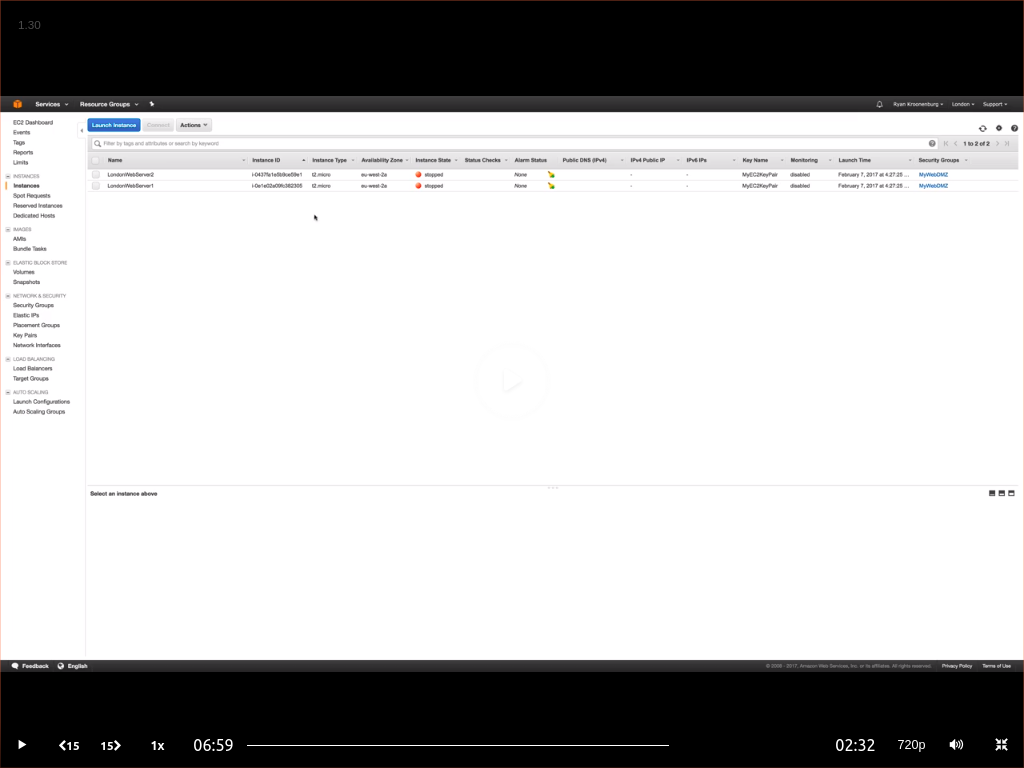 1.30
Services Resource Groups Ryan Kroonenburg London Support
EC2 Dashboard
Events
Tags
Reports
Limits
INSTANCES
Instances
Spot Requests
Reserved Instances
Dedicated Hosts
IMAGES
AMIs
Bundle Tasks
ELASTIC BLOCK STORE
Volumes
Snapshots
NETWORK & SECURITY
Security Groups
Elastic IPs
Placement Groups
Key Pairs
Network Interfaces
LOAD BALANCING
Load Balancers
Target Groups
AUTO SCALING
Launch Configurations
Auto Scaling Groups
Launch Instance Connect Actions
Filter by tags and attributes or search by keyword 1 to 2 of 2
Name Instance ID Instance Type Availability Zone Instance State Status Checks Alarm Status Public DNS (IPv4) IPv4 Public IP IPv6 IPs Key Name Monitoring Launch Time Security Groups
LondonWebServer2 t2.micro eu-west-2a stopped None - - MyEC2KeyPair disabled February 7, 2017 at 4:27:25 ... MyWebDMZ
LondonWebServer1 t2.micro eu-west-2a stopped None - - MyEC2KeyPair disabled February 7, 2017 at 4:27:25 ... MyWebDMZ
Select an instance above
Feedback English © 2008 - 2017, Amazon Web Services, Inc. or its affiliates. All rights reserved. Privacy Policy Terms of Use
15 15 1x 06:59 02:32 720p